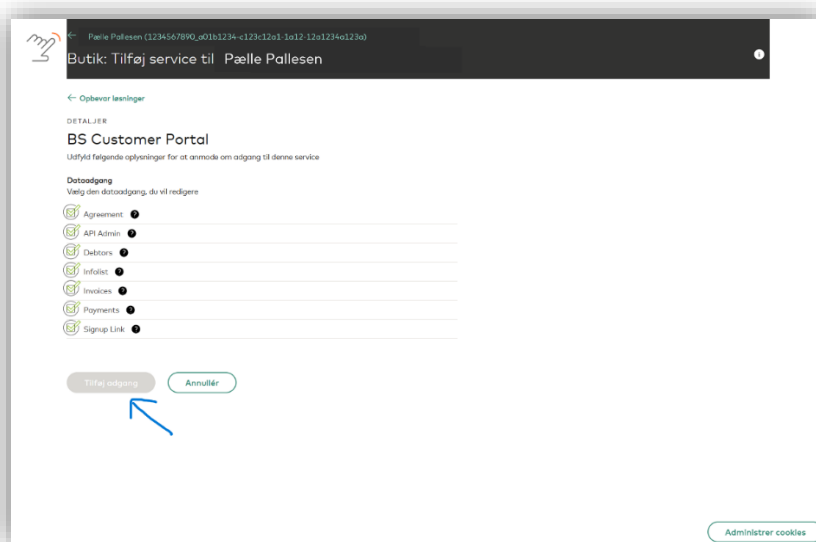 ← Pælle Pallesen (1234567890_a01b1234-c123c12a1-1a12-12a1234a123a)
Butik: Tilføj service til Pælle Pallesen
← Opbevar løsninger
DETALJER
BS Customer Portal
Udfyld følgende oplysninger for at anmode om adgang til denne service
Dataadgang
Vælg den dataadgang, du vil redigere
Agreement ?
API Admin ?
Debtors ?
Infolist ?
Invoices ?
Payments ?
Signup Link ?
Tilføj adgang Annullér
Administrer cookies